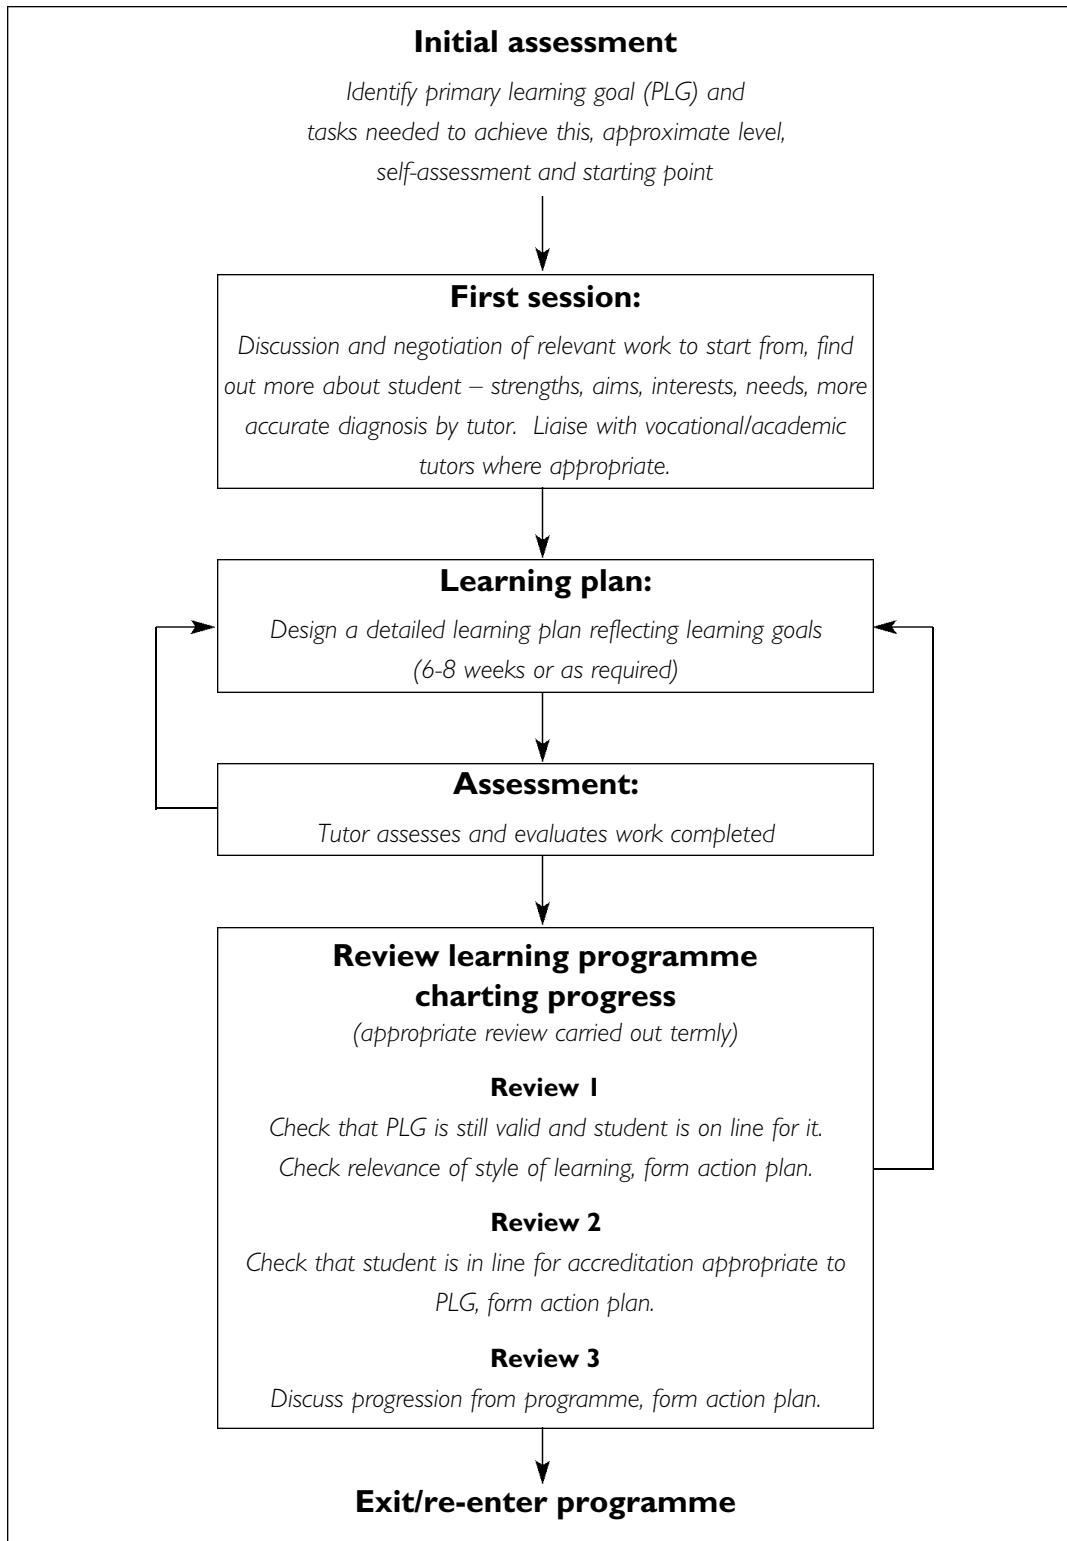 Initial assessment
Identify primary learning goal (PLG) and
tasks needed to achieve this, approximate level,
self-assessment and starting point
First session:
Discussion and negotiation of relevant work to start from, find
out more about student – strengths, aims, interests, needs, more
accurate diagnosis by tutor.  Liaise with vocational/academic
tutors where appropriate.
Learning plan:
Design a detailed learning plan reflecting learning goals
(6-8 weeks or as required)
Assessment:
Tutor assesses and evaluates work completed
Review learning programme
charting progress
(appropriate review carried out termly)
Review 1
Check that PLG is still valid and student is on line for it.
Check relevance of style of learning, form action plan.
Review 2
Check that student is in line for accreditation appropriate to
PLG, form action plan.
Review 3
Discuss progression from programme, form action plan.
Exit/re-enter programme